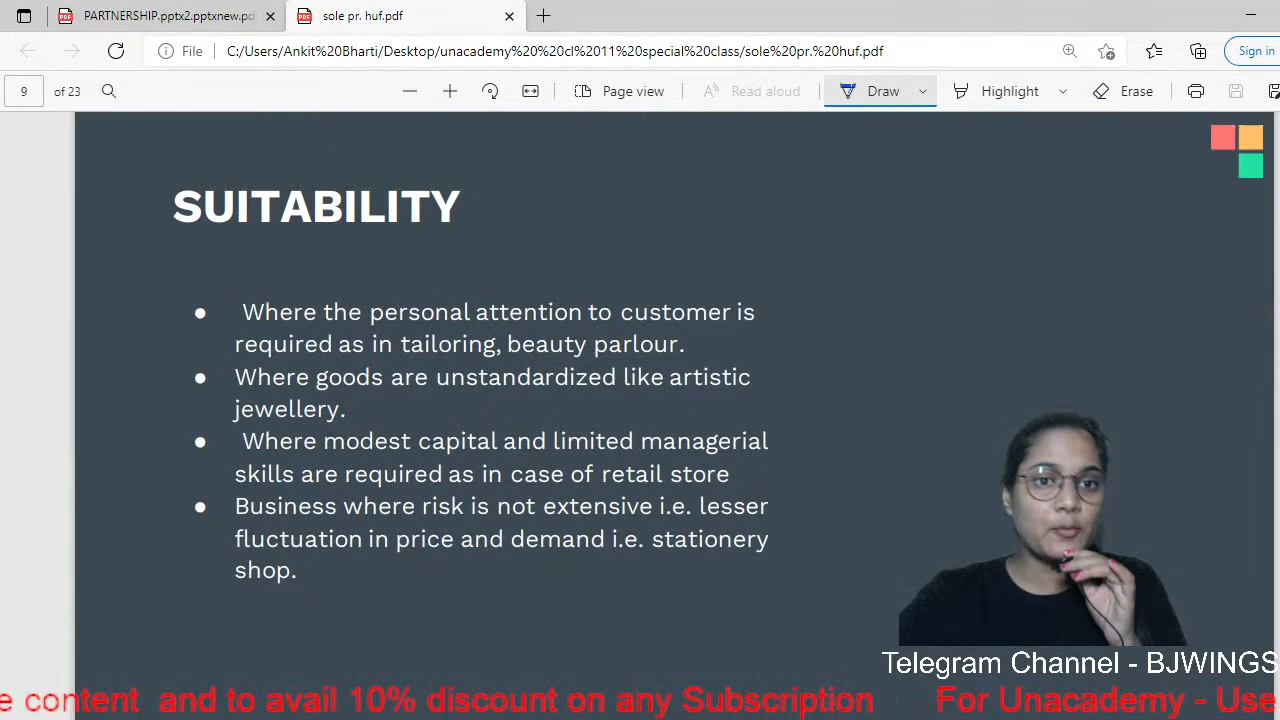 PARTNERSHIP.pptx2.pptxnew.pd
sole pr. huf.pdf
File
C:/Users/Ankit%20Bharti/Desktop/unacademy%20%20cl%2011%20special%20class/sole%20pr.%20huf.pdf
Sign in
9 of 23
Page view
Read aloud
Draw
Highlight
Erase
SUITABILITY
● Where the personal attention to customer is
required as in tailoring, beauty parlour.
● Where goods are unstandardized like artistic
jewellery.
● Where modest capital and limited managerial
skills are required as in case of retail store
● Business where risk is not extensive i.e. lesser
fluctuation in price and demand i.e. stationery
shop.
Telegram Channel - BJWINGS
e content and to avail 10% discount on any Subscription For Unacademy - Use